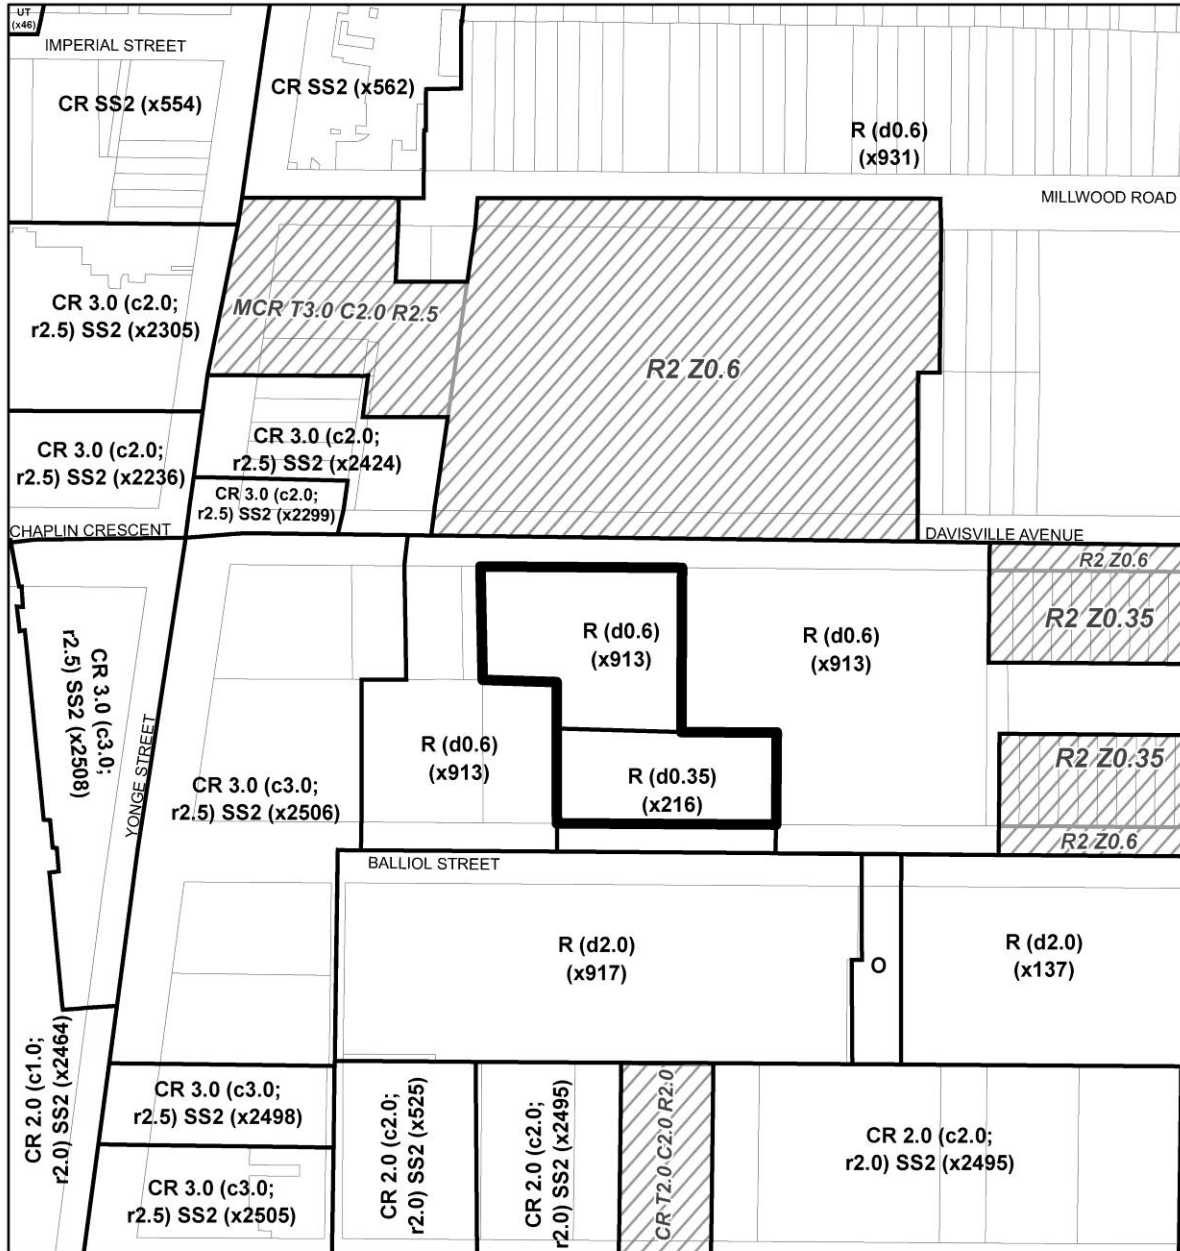 UT
(x46)
IMPERIAL STREET
CR SS2 (x554)
CR SS2 (x562)
R (d0.6)
(x931)
MILLWOOD ROAD
CR 3.0 (c2.0;
r2.5) SS2 (x2305)
MCR T3.0 C2.0 R2.5
R2 Z0.6
CR 3.0 (c2.0;
r2.5) SS2 (x2236)
CR 3.0 (c2.0;
r2.5) SS2 (x2424)
CR 3.0 (c2.0;
r2.5) SS2 (x2299)
CHAPLIN CRESCENT
DAVISVILLE AVENUE
R2 Z0.6
R2 Z0.35
R (d0.6)
(x913)
R (d0.6)
(x913)
CR 3.0 (c3.0;
r2.5) SS2 (x2508)
YONGE STREET
CR 3.0 (c3.0;
r2.5) SS2 (x2506)
R (d0.6)
(x913)
R (d0.35)
(x216)
R2 Z0.35
R2 Z0.6
BALLIOL STREET
R (d2.0)
(x917)
O
R (d2.0)
(x137)
CR 2.0 (c1.0;
r2.0) SS2 (x2464)
CR 3.0 (c3.0;
r2.5) SS2 (x2498)
CR 3.0 (c3.0;
r2.5) SS2 (x2505)
CR 2.0 (c2.0;
r2.0) SS2 (x525)
CR 2.0 (c2.0;
r2.0) SS2 (x2495)
CR T2.0 C2.0 R2.0
CR 2.0 (c2.0;
r2.0) SS2 (x2495)